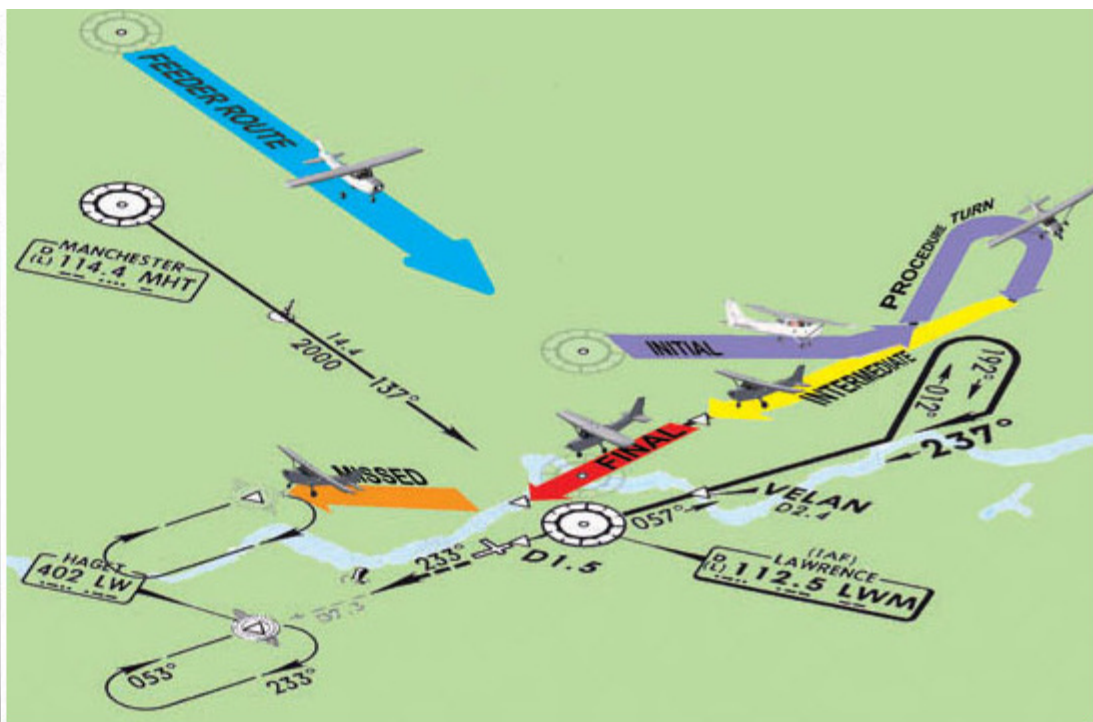 FEEDER ROUTE
D
(L)
MANCHESTER
114.4 MHT
14.4
2000
137°
INITIAL
PROCEDURE TURN
INTERMEDIATE
FINAL
MISSED
192°
012°
237°
VELAN
D2.4
057°
D1.5
(IAF)
D
(L)
LAWRENCE
112.5 LWM
233°
HAGET
402 LW
053°
233°